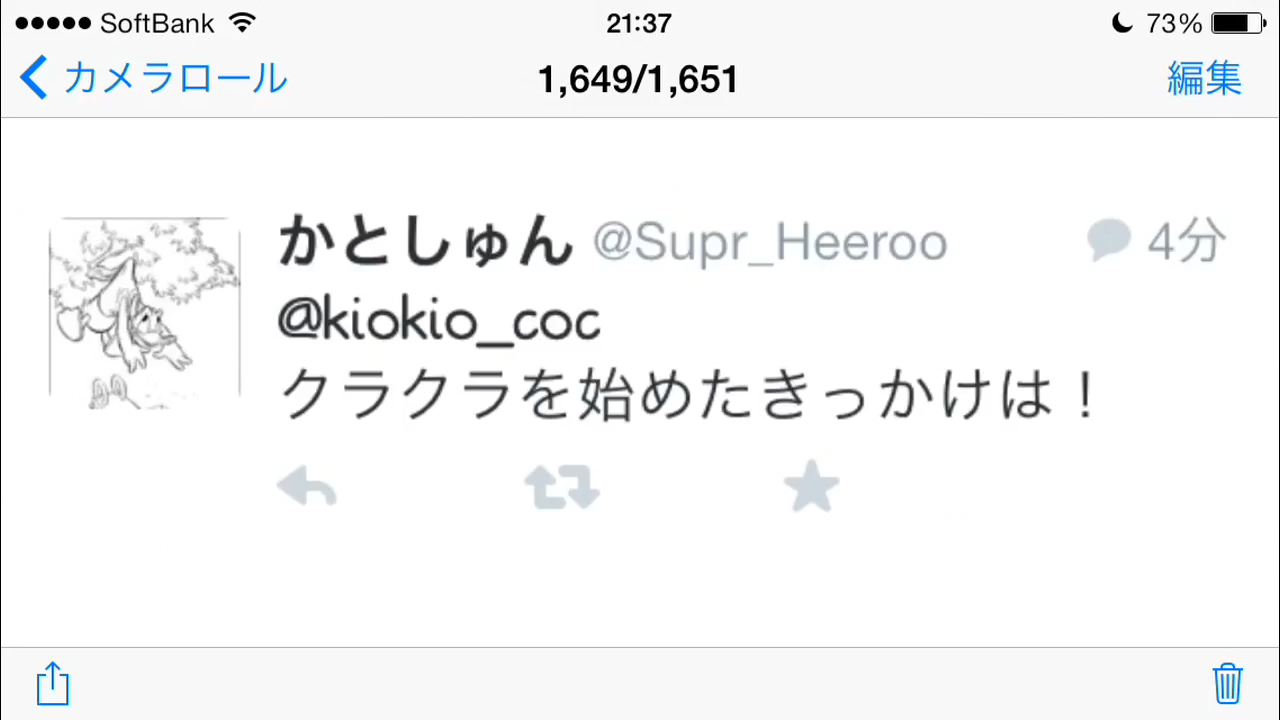 SoftBank 21:37 73%
カメラロール 1,649/1,651 編集
かとしゅん @Supr_Heeroo 4分
@kiokio_coc
クラクラを始めたきっかけは！